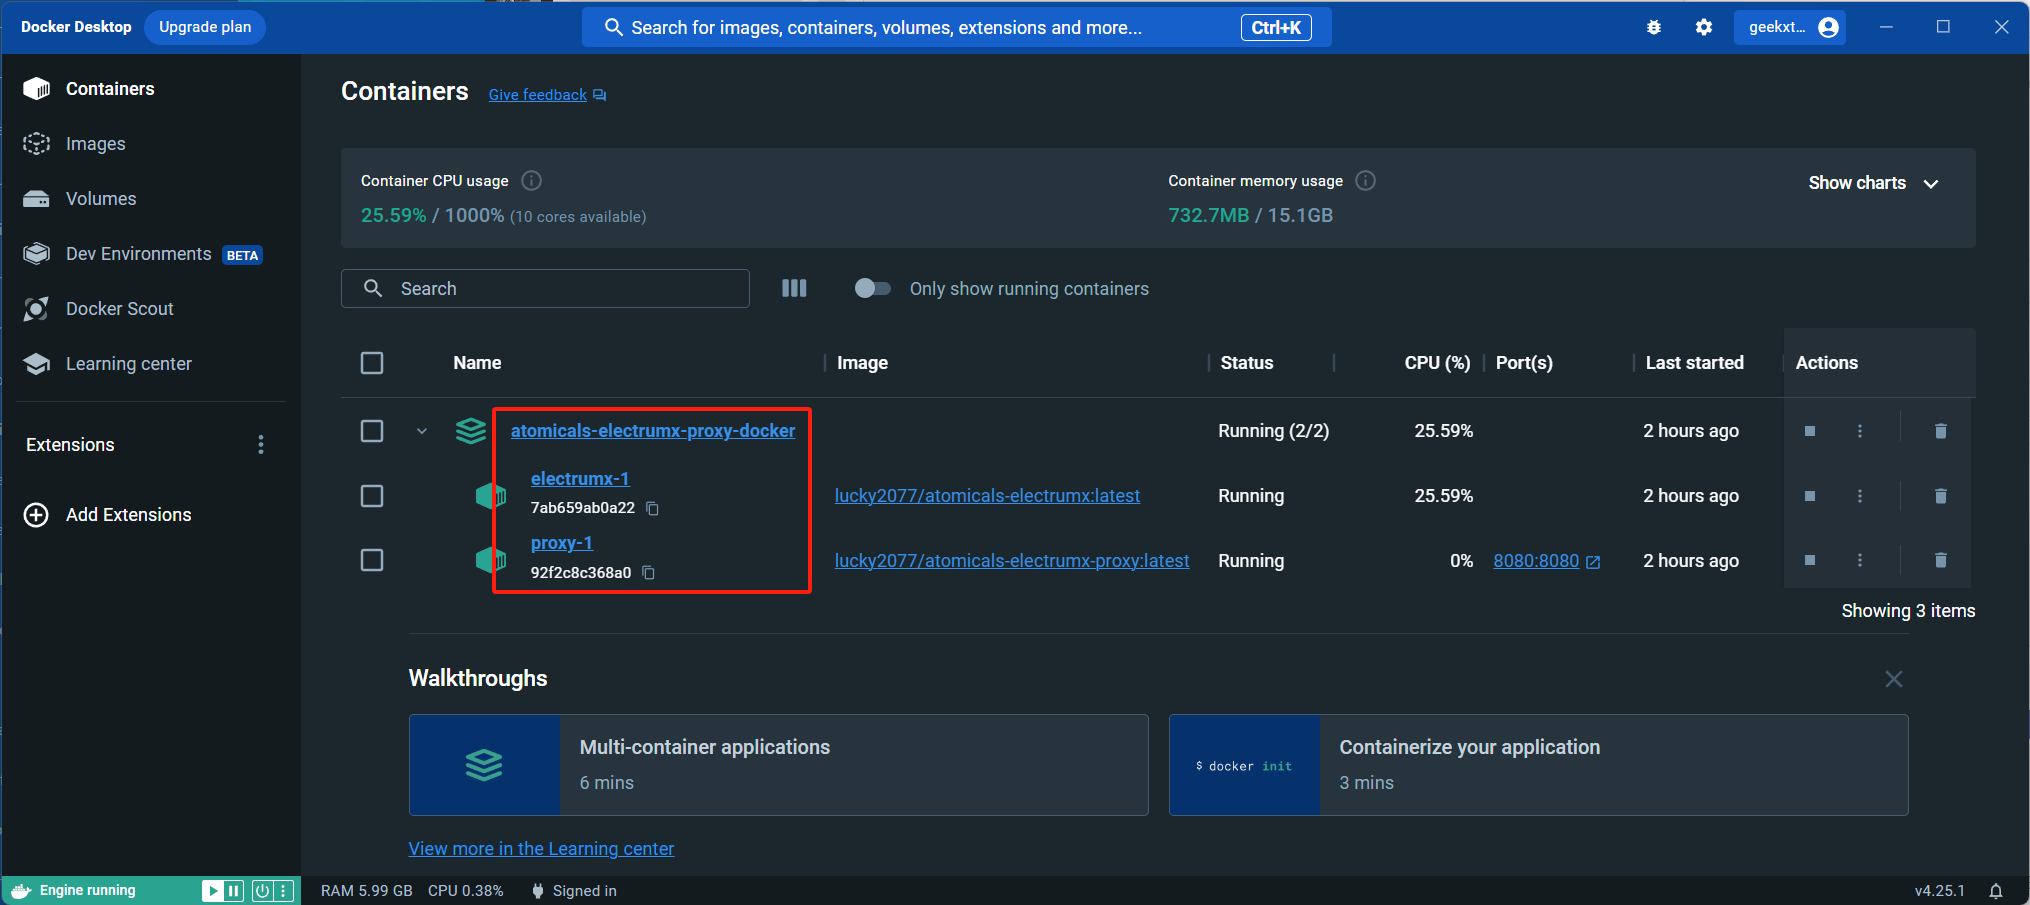 Docker Desktop Upgrade plan Search for images, containers, volumes, extensions and more... Ctrl+K geekxt...
Containers
Images
Volumes
Dev Environments BETA
Docker Scout
Learning center
Extensions
Add Extensions
Containers Give feedback
Container CPU usage
25.59% / 1000% (10 cores available)
Container memory usage
732.7MB / 15.1GB
Show charts
Search Only show running containers
Name Image Status CPU (%) Port(s) Last started Actions
atomicals-electrumx-proxy-docker Running (2/2) 25.59% 2 hours ago
electrumx-1
7ab659ab0a22
lucky2077/atomicals-electrumx:latest Running 25.59% 2 hours ago
proxy-1
92f2c8c368a0
lucky2077/atomicals-electrumx-proxy:latest Running 0% 8080:8080 2 hours ago
Showing 3 items
Walkthroughs
Multi-container applications
6 mins
$ docker init
Containerize your application
3 mins
View more in the Learning center
Engine running RAM 5.99 GB CPU 0.38% Signed in v4.25.1